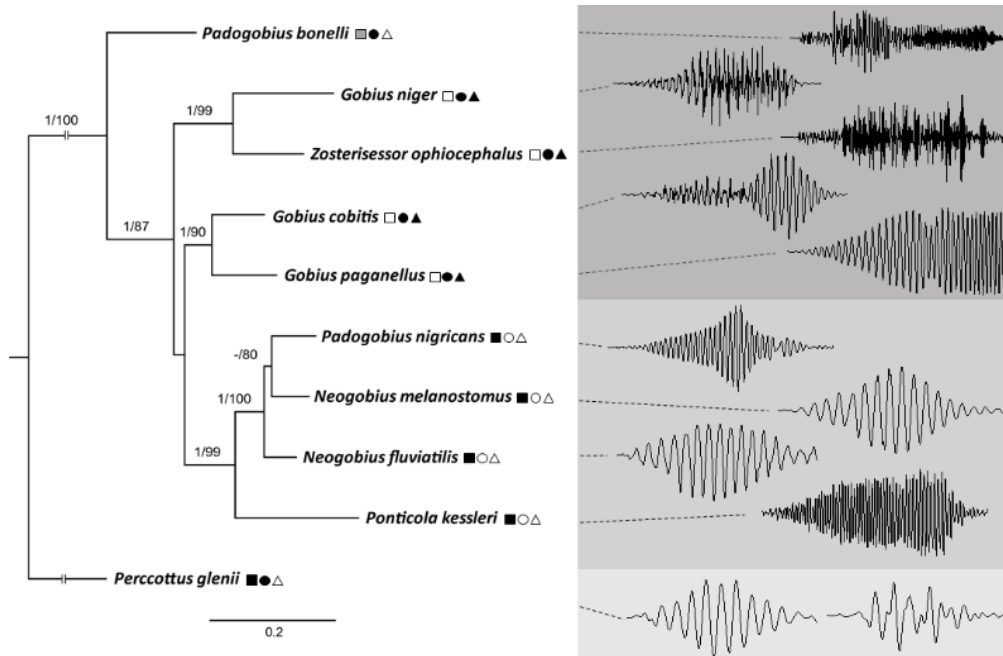 Padogobius bonelli
Gobius niger
1/99
1/100
Zosterisessor ophiocephalus
Gobius cobitis
1/87
1/90
Gobius paganellus
Padogobius nigricans
-/80
Neogobius melanostomus
1/100
Neogobius fluviatilis
1/99
Ponticola kessleri
Perccottus glenii
0.2